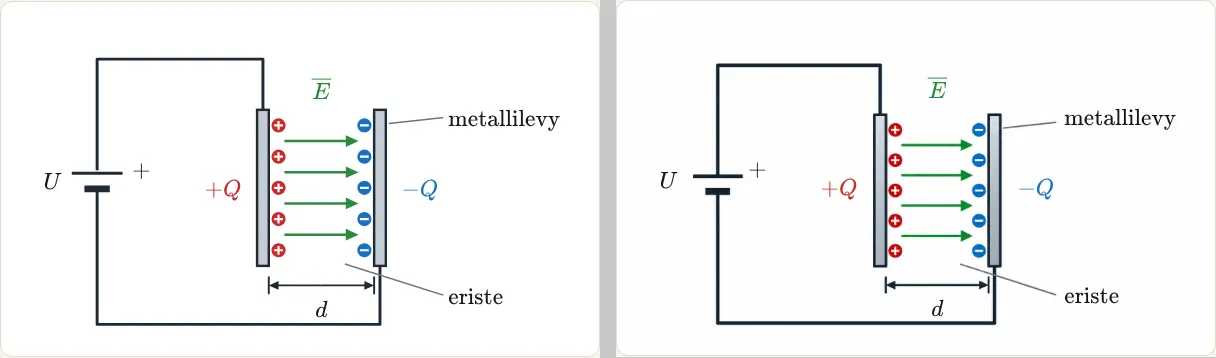 E
metallilevy
U
+
+Q
−Q
eriste
d
E
metallilevy
U
+
+Q
−Q
eriste
d